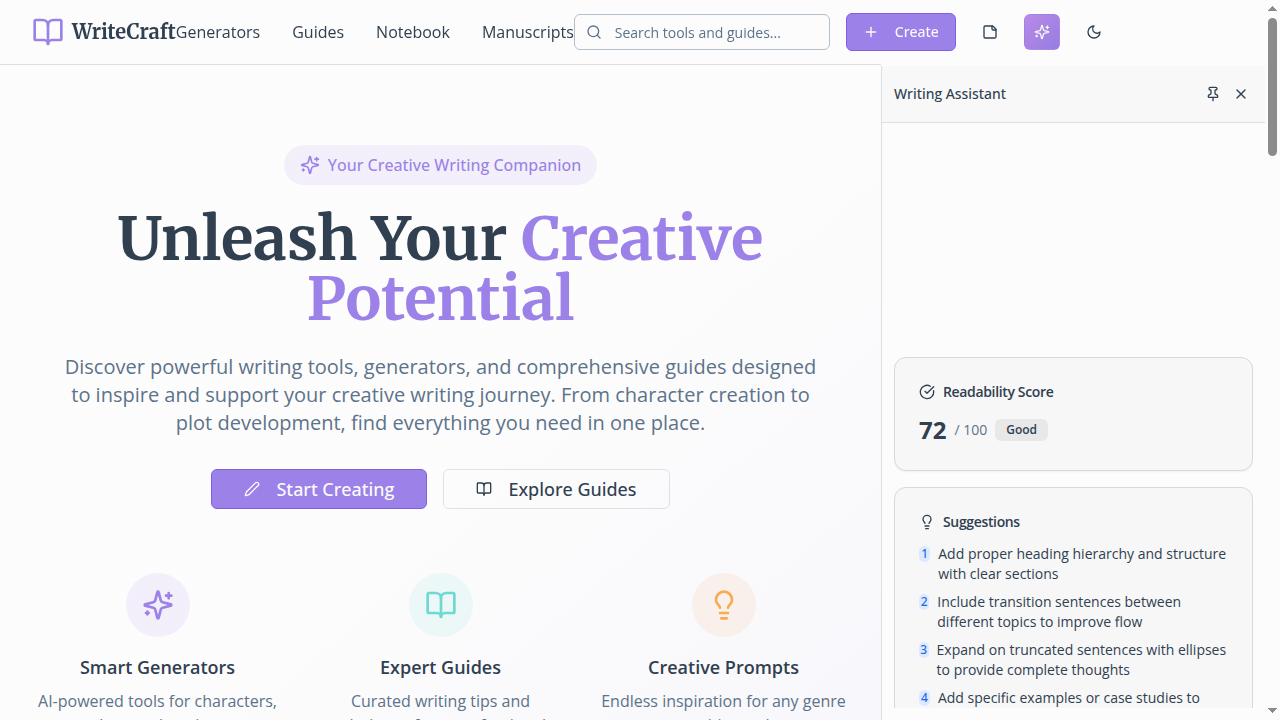 WriteCraft
Generators
Guides
Notebook
Manuscripts
Search tools and guides...
Create
Your Creative Writing Companion
Unleash Your Creative
Potential
Discover powerful writing tools, generators, and comprehensive guides designed
to inspire and support your creative writing journey. From character creation to
plot development, find everything you need in one place.
Start Creating
Explore Guides
Smart Generators
AI-powered tools for characters,
Expert Guides
Curated writing tips and
Creative Prompts
Endless inspiration for any genre
Writing Assistant
Readability Score
72 / 100 Good
Suggestions
1 Add proper heading hierarchy and structure
with clear sections
2 Include transition sentences between
different topics to improve flow
3 Expand on truncated sentences with ellipses
to provide complete thoughts
4 Add specific examples or case studies to